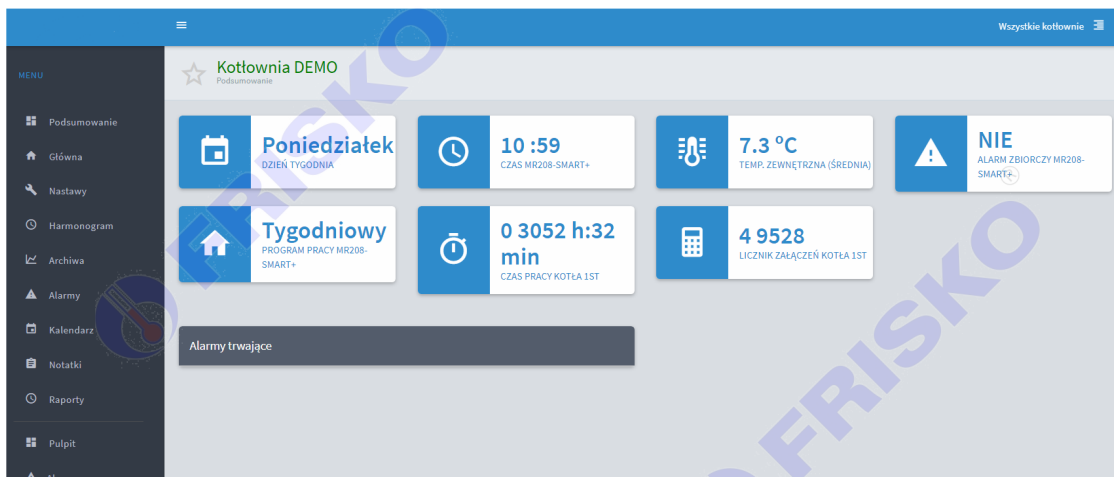 Wszystkie kotłownie
MENU
Kotłownia DEMO
Podsumowanie
Podsumowanie
Główna
Nastawy
Harmonogram
Archiwa
Alarmy
Kalendarz
Notatki
Raporty
Pulpit
Poniedziałek
DZIEŃ TYGODNIA
10 :59
CZAS MR208-SMART+
7.3 °C
TEMP. ZEWNĘTRZNA (ŚREDNIA)
NIE
ALARM ZBIORCZY MR208-
SMART+
Tygodniowy
PROGRAM PRACY MR208-
SMART+
0 3052 h:32
min
CZAS PRACY KOTŁA 1ST
4 9528
LICZNIK ZAŁĄCZEŃ KOTŁA 1ST
Alarmy trwające
FRISKO
FRISKO